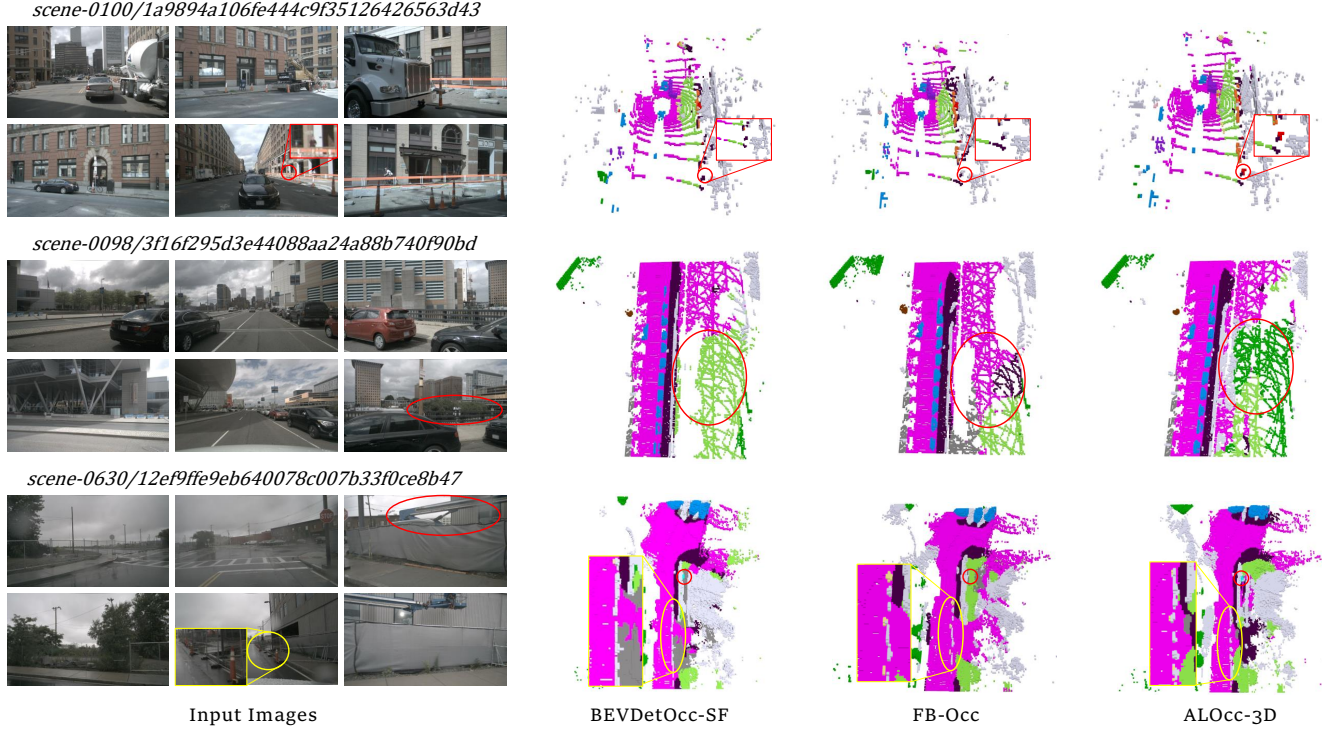 scene-0100/1a9894a106fe444c9f35126426563d43
scene-0098/3f16f295d3e44088aa24a88b740f90bd
scene-0630/12ef9ffe9eb640078c007b33f0ce8b47
Input Images
BEVDetOcc-SF
FB-Occ
ALOcc-3D